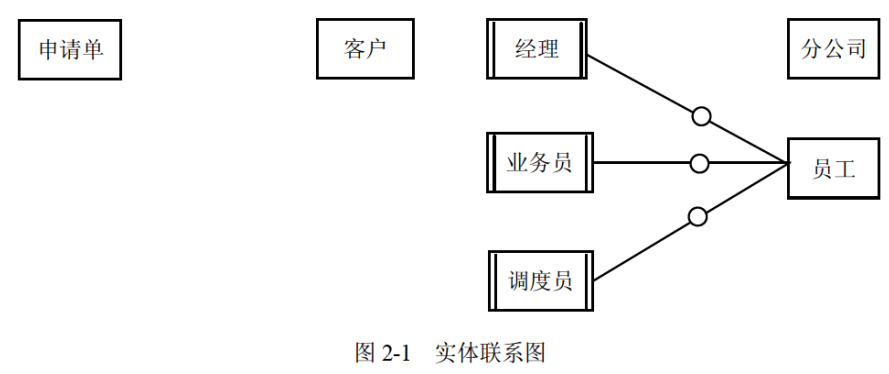 申请单 客户 经理 分公司
业务员 员工
调度员
图 2-1 实体联系图